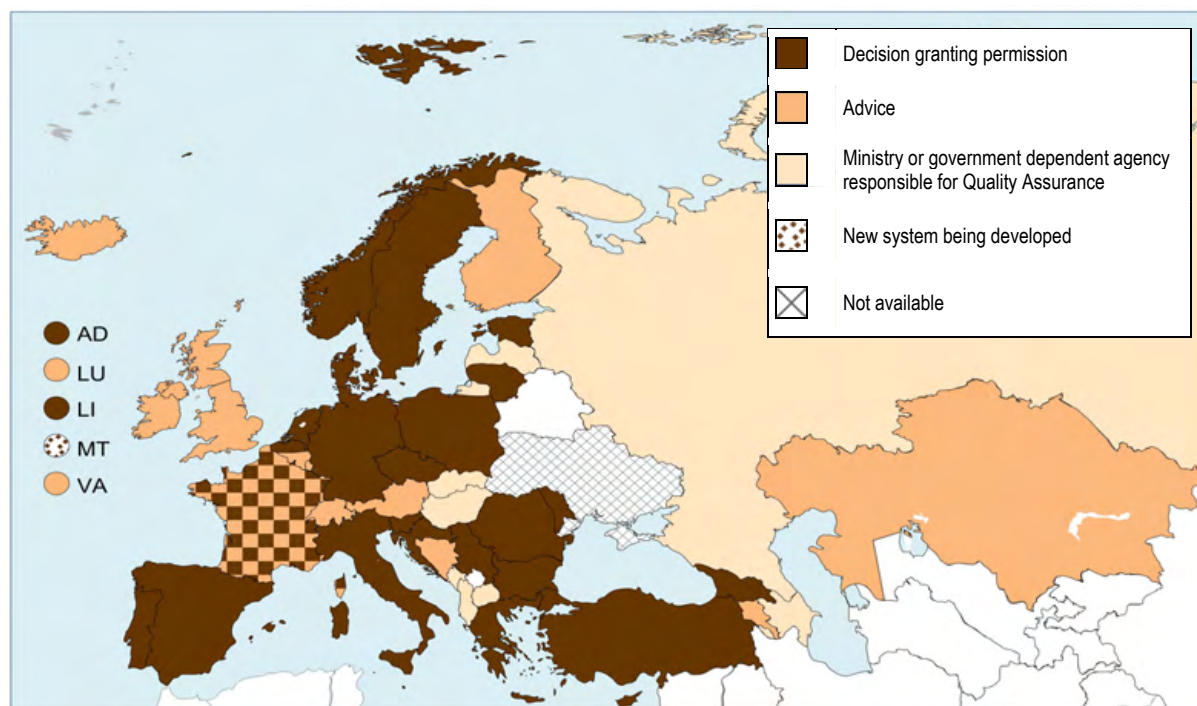 Decision granting permission
Advice
Ministry or government dependent agency
responsible for Quality Assurance
New system being developed
Not available
AD
LU
LI
MT
VA